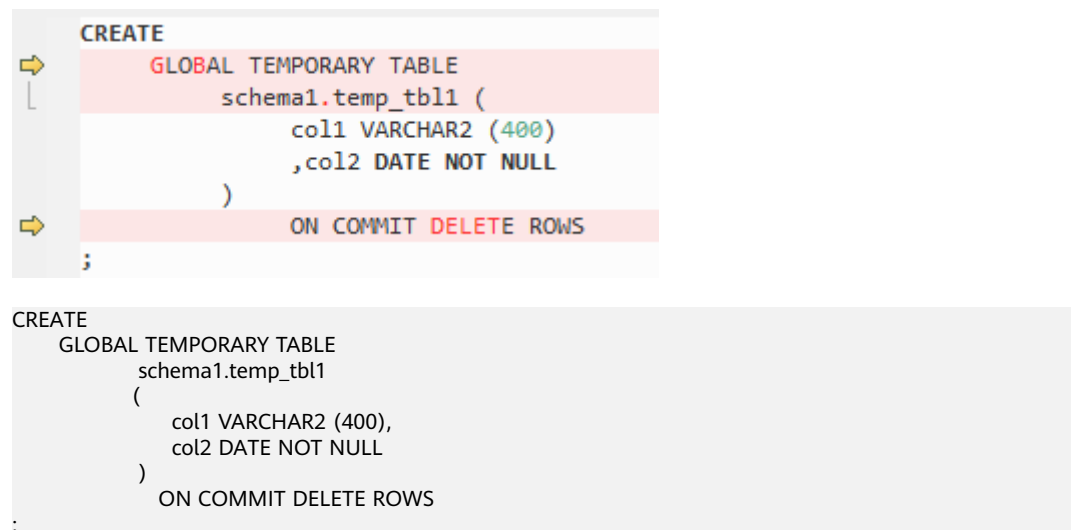 CREATE
GLOBAL TEMPORARY TABLE
schema1.temp_tbl1 (
col1 VARCHAR2 (400)
,col2 DATE NOT NULL
)
ON COMMIT DELETE ROWS
;
CREATE
GLOBAL TEMPORARY TABLE
schema1.temp_tbl1
(
col1 VARCHAR2 (400),
col2 DATE NOT NULL
)
ON COMMIT DELETE ROWS
;